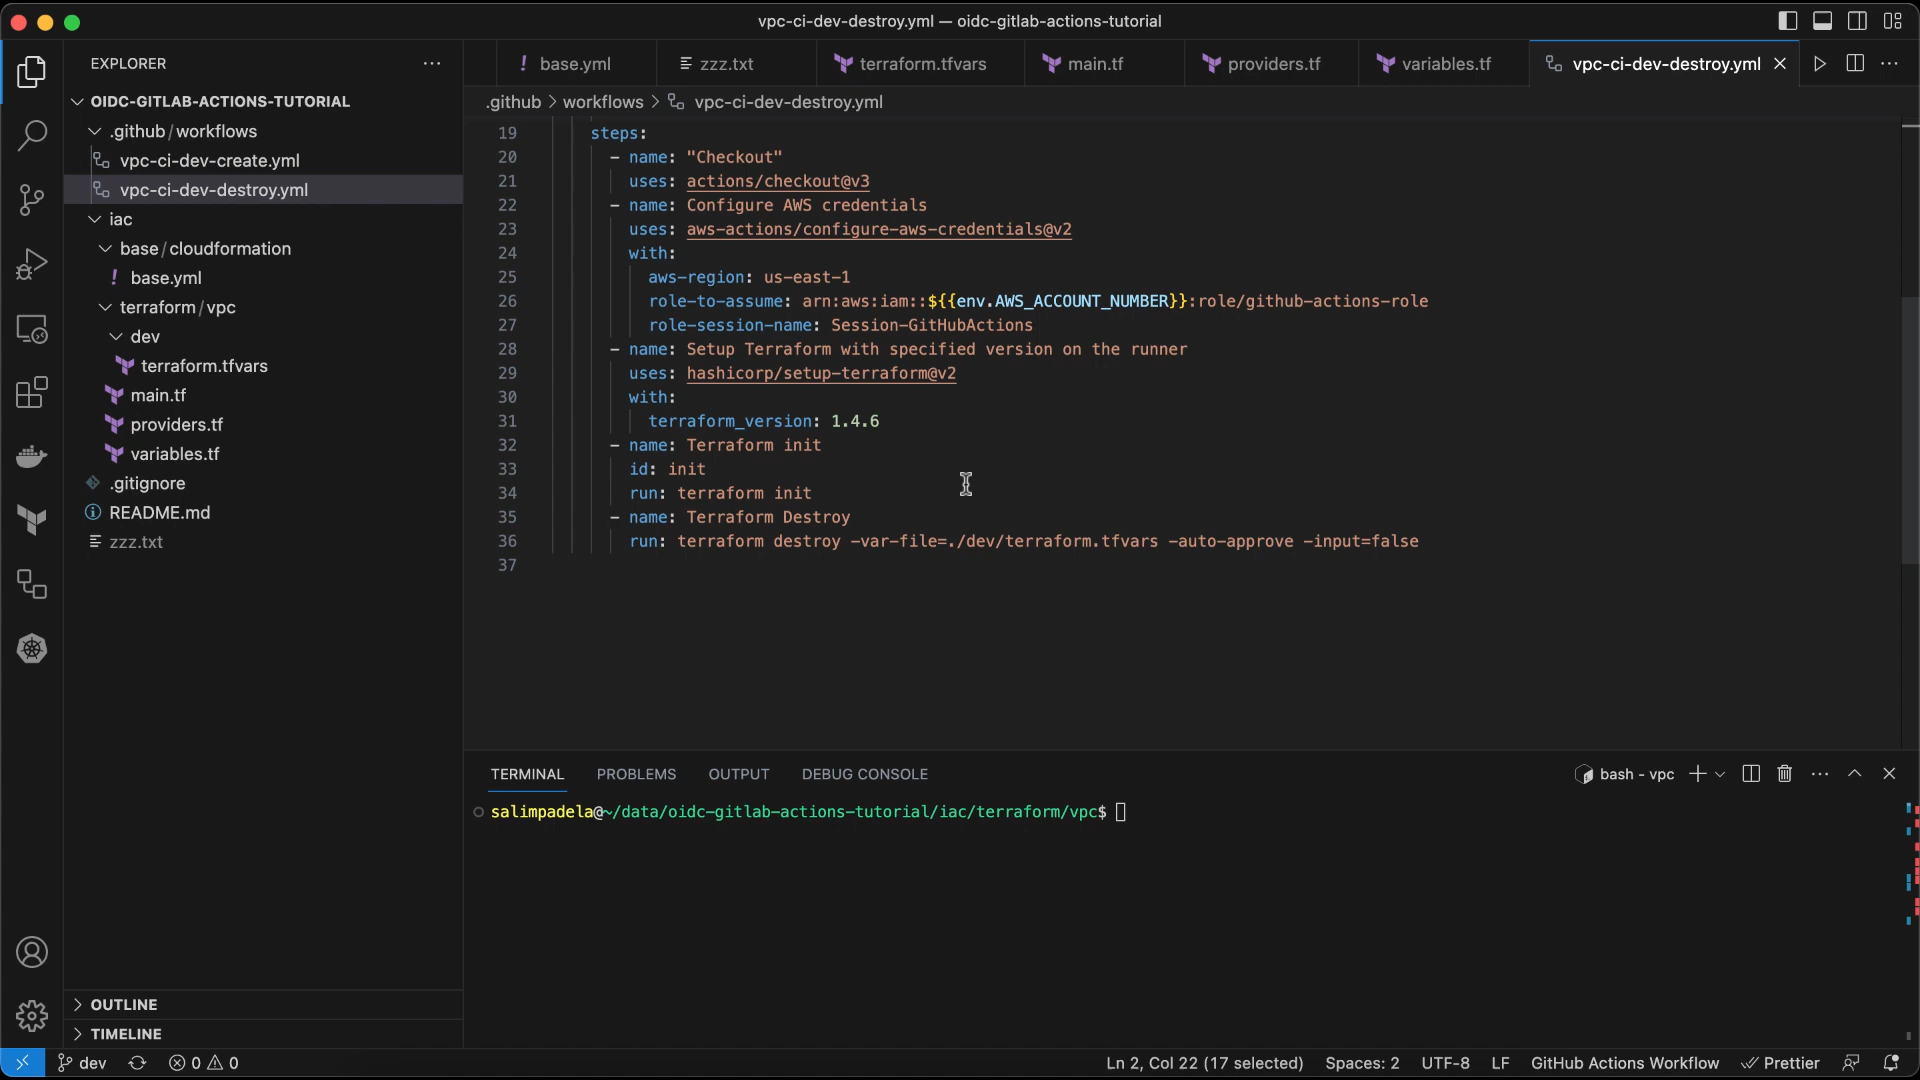 vpc-ci-dev-destroy.yml — oidc-gitlab-actions-tutorial
EXPLORER
OIDC-GITLAB-ACTIONS-TUTORIAL
.github/workflows
vpc-ci-dev-create.yml
vpc-ci-dev-destroy.yml
iac
base/cloudformation
! base.yml
terraform/vpc
dev
terraform.tfvars
main.tf
providers.tf
variables.tf
.gitignore
README.md
zzz.txt
OUTLINE
TIMELINE
! base.yml zzz.txt terraform.tfvars main.tf providers.tf variables.tf vpc-ci-dev-destroy.yml
.github > workflows > vpc-ci-dev-destroy.yml
19 steps:
20 - name: "Checkout"
21 uses: actions/checkout@v3
22 - name: Configure AWS credentials
23 uses: aws-actions/configure-aws-credentials@v2
24 with:
25 aws-region: us-east-1
26 role-to-assume: arn:aws:iam::${{env.AWS_ACCOUNT_NUMBER}}:role/github-actions-role
27 role-session-name: Session-GitHubActions
28 - name: Setup Terraform with specified version on the runner
29 uses: hashicorp/setup-terraform@v2
30 with:
31 terraform_version: 1.4.6
32 - name: Terraform init
33 id: init
34 run: terraform init
35 - name: Terraform Destroy
36 run: terraform destroy -var-file=./dev/terraform.tfvars -auto-approve -input=false
37
TERMINAL PROBLEMS OUTPUT DEBUG CONSOLE bash - vpc
salimpadela@~/data/oidc-gitlab-actions-tutorial/iac/terraform/vpc$
dev 0 0 Ln 2, Col 22 (17 selected) Spaces: 2 UTF-8 LF GitHub Actions Workflow Prettier